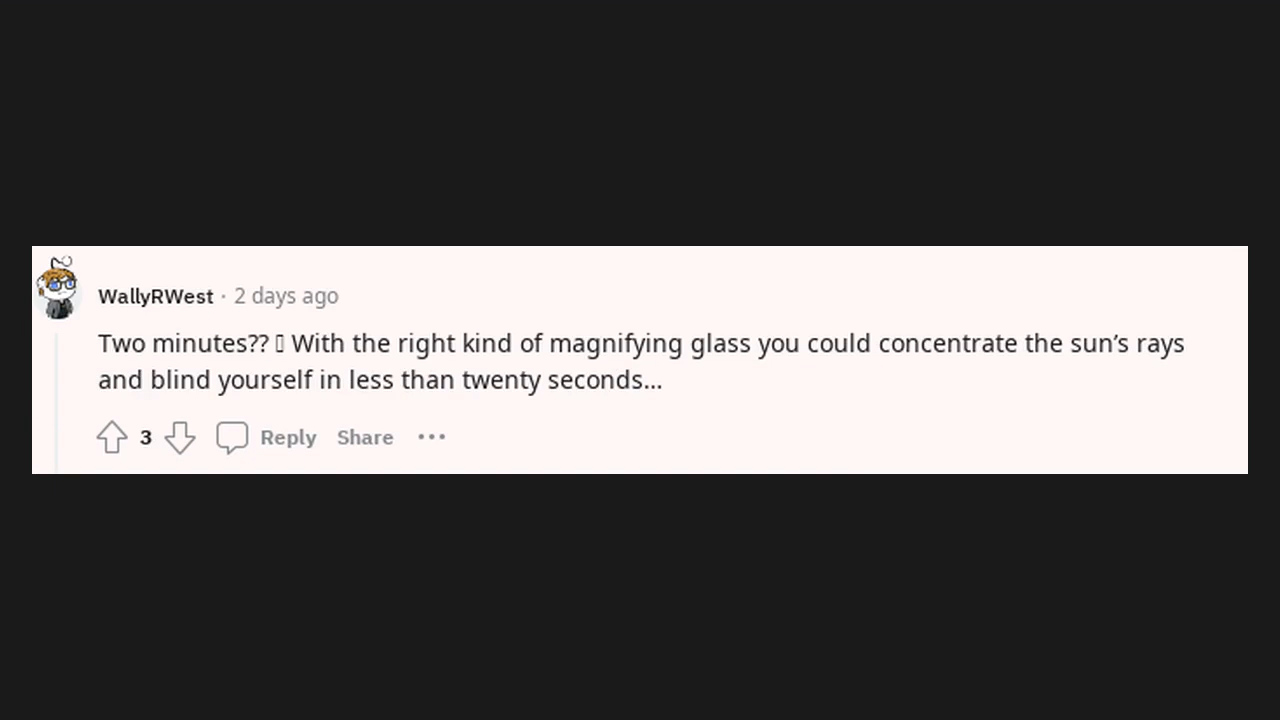 WallyRWest · 2 days ago
Two minutes?? ▯ With the right kind of magnifying glass you could concentrate the sun’s rays
and blind yourself in less than twenty seconds...
3 Reply Share